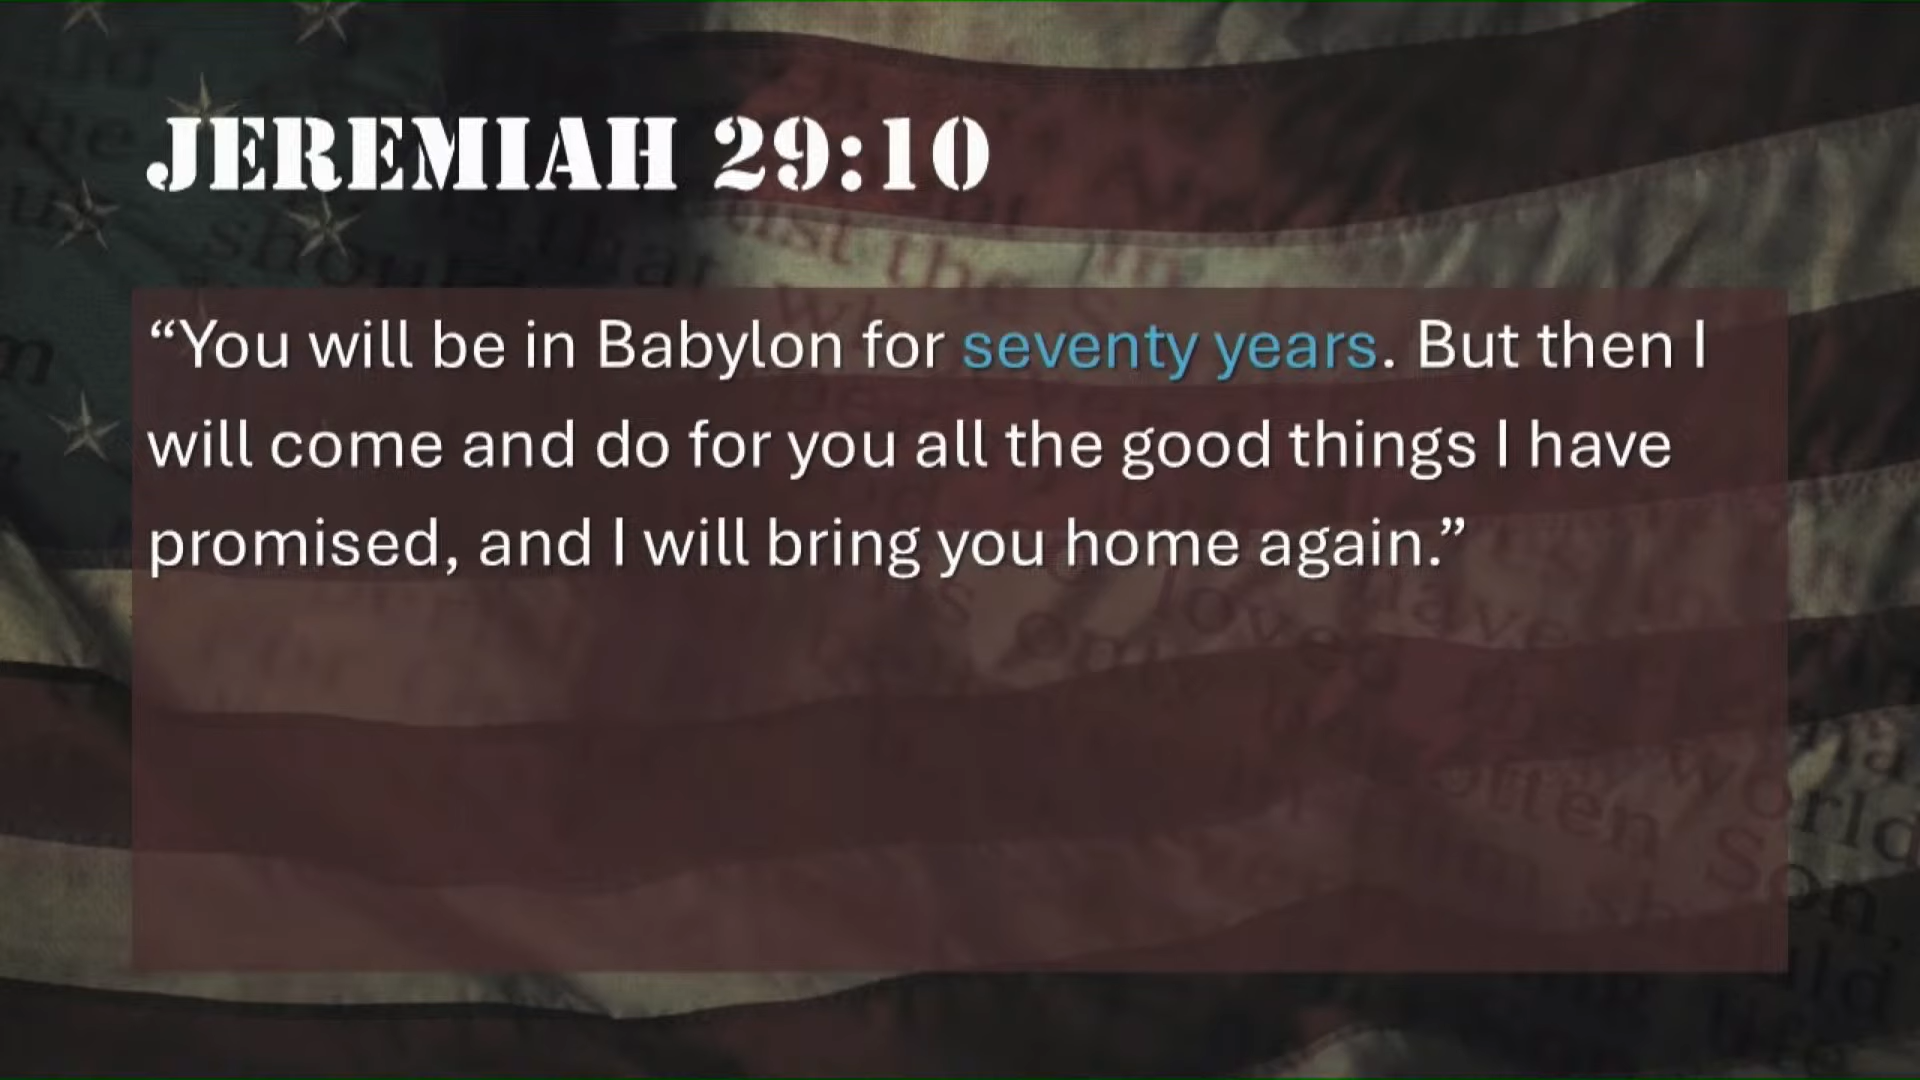 JEREMIAH 29:10
“You will be in Babylon for seventy years. But then I
will come and do for you all the good things I have
promised, and I will bring you home again.”